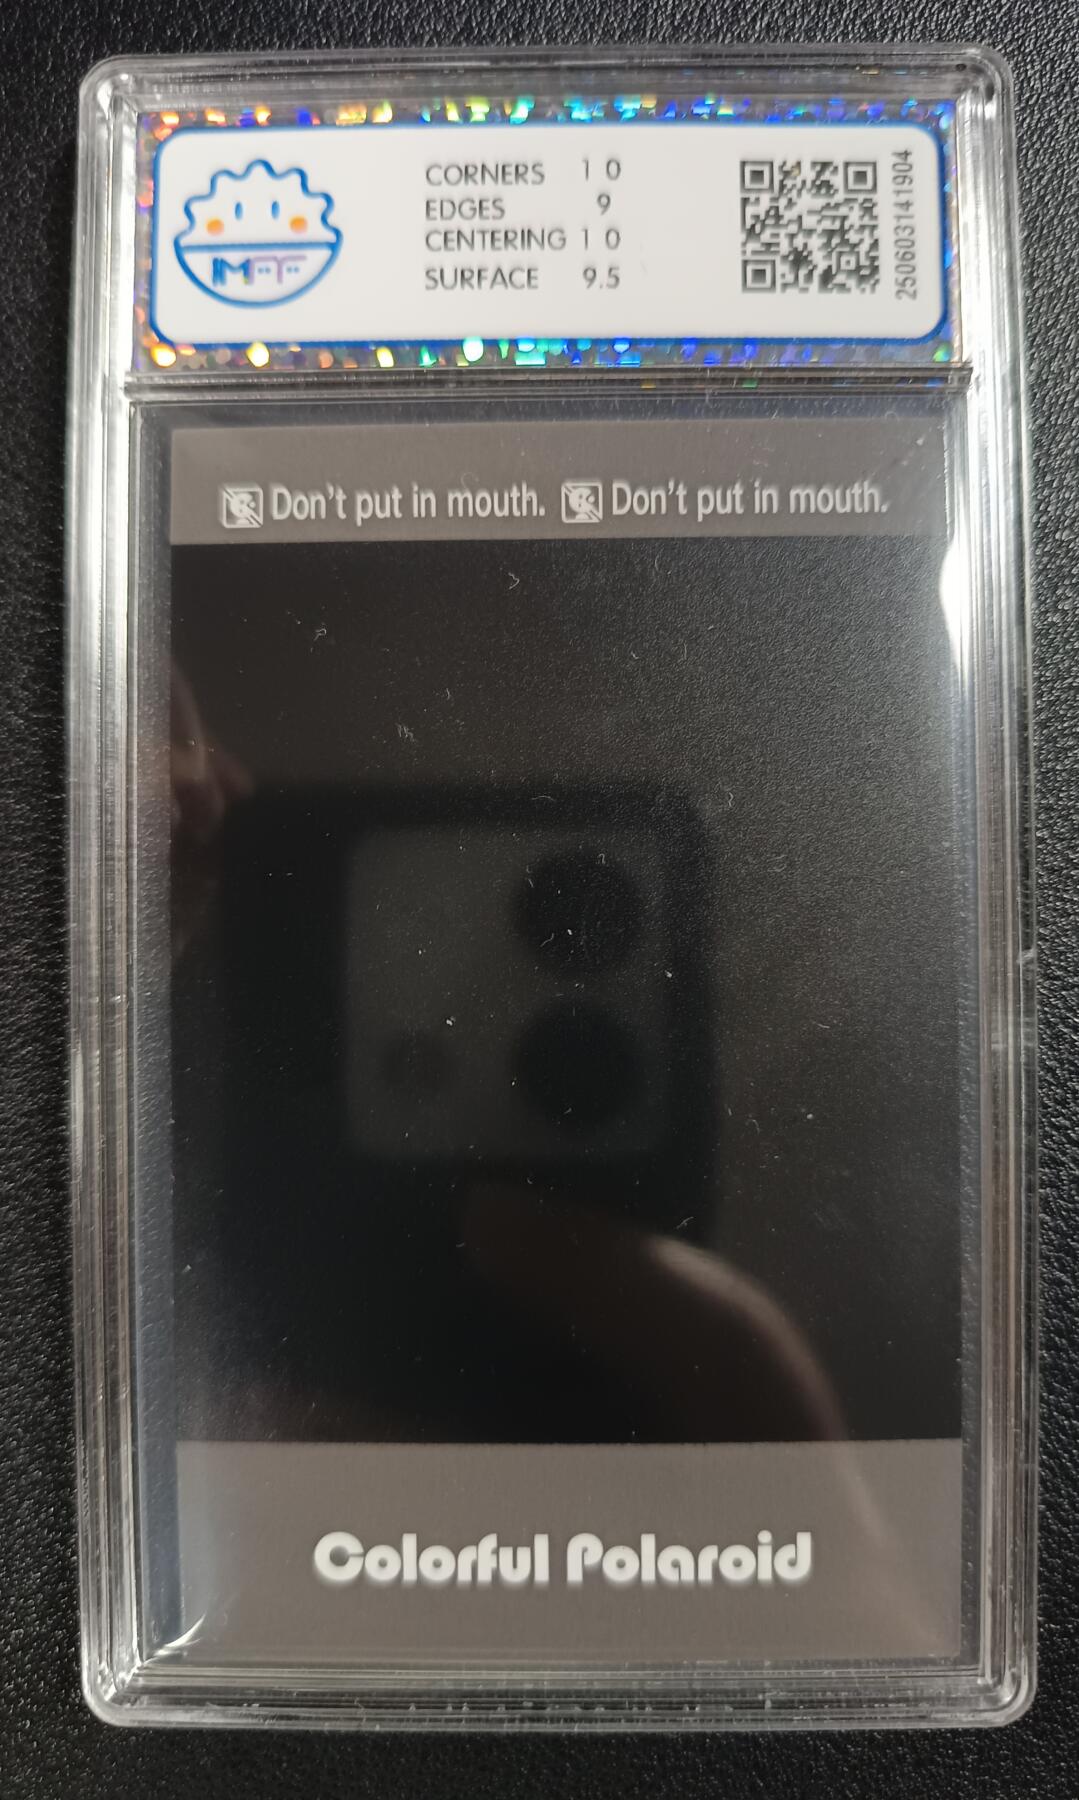 CORNERS 10
EDGES 9
CENTERING 10
SURFACE 9.5
250603141904
Don't put in mouth. Don't put in mouth.
Colorful Polaroid